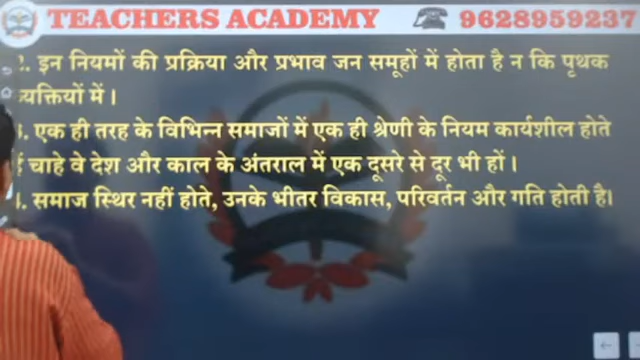 TEACHERS ACADEMY ☎ 9628959237
2. इन नियमों की प्रक्रिया और प्रभाव जन समूहों में होता है न कि पृथक
व्यक्तियों में।
3. एक ही तरह के विभिन्न समाजों में एक ही श्रेणी के नियम कार्यशील होते
हैं चाहे वे देश और काल के अंतराल में एक दूसरे से दूर भी हों।
4. समाज स्थिर नहीं होते, उनके भीतर विकास, परिवर्तन और गति होती है।